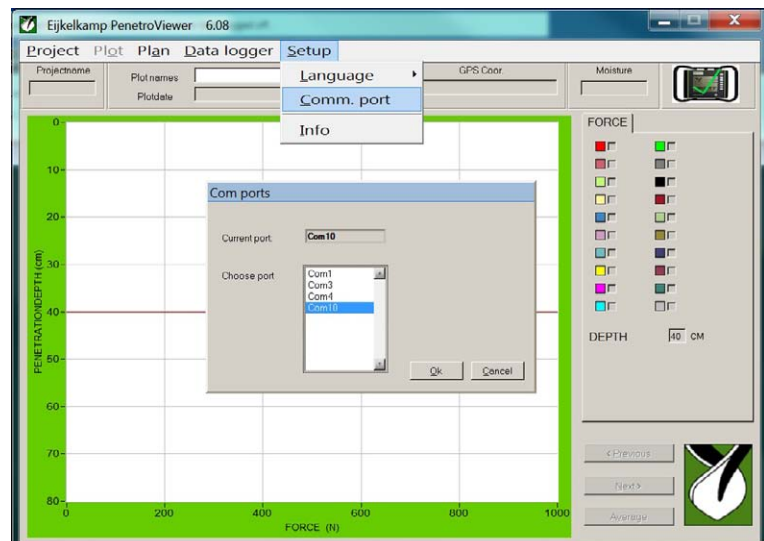 Eijkelkamp PenetroViewer 6.08
Project Plot Plan Data logger Setup
Language
Comm. port
Info
Projectname
Plotnames
Plotdate
GPS Coor.
Moisture
FORCE
DEPTH 40 CM
<Previous
Next>
Average
Com ports
Current port: Com10
Choose port
Com1
Com3
Com4
Com10
Ok Cancel
PENETRATIONDEPTH (cm)
0
10
20
30
40
50
60
70
80
0 200 400 600 800 1000
FORCE (N)